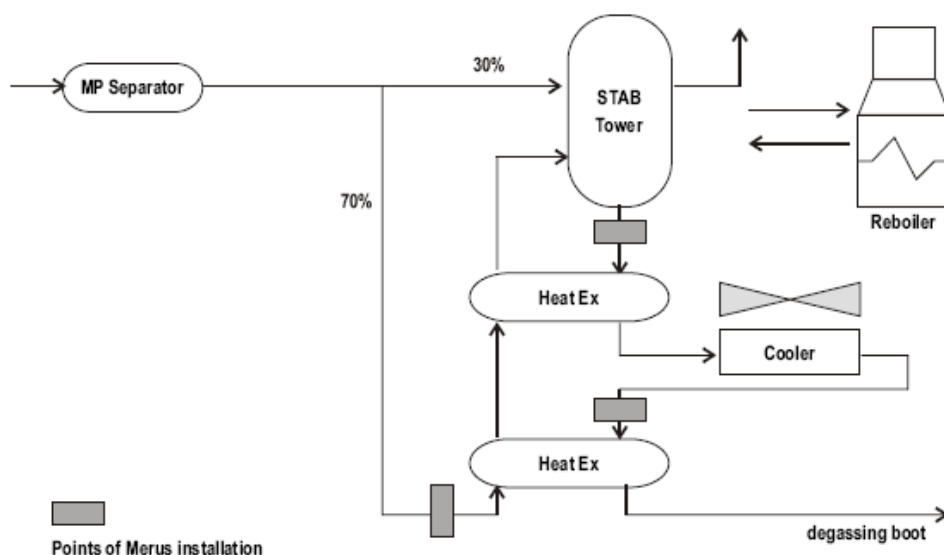 30%
MP Separator
STAB
Tower
70%
Reboiler
Heat Ex
Cooler
Heat Ex
degassing boot
Points of Merus installation